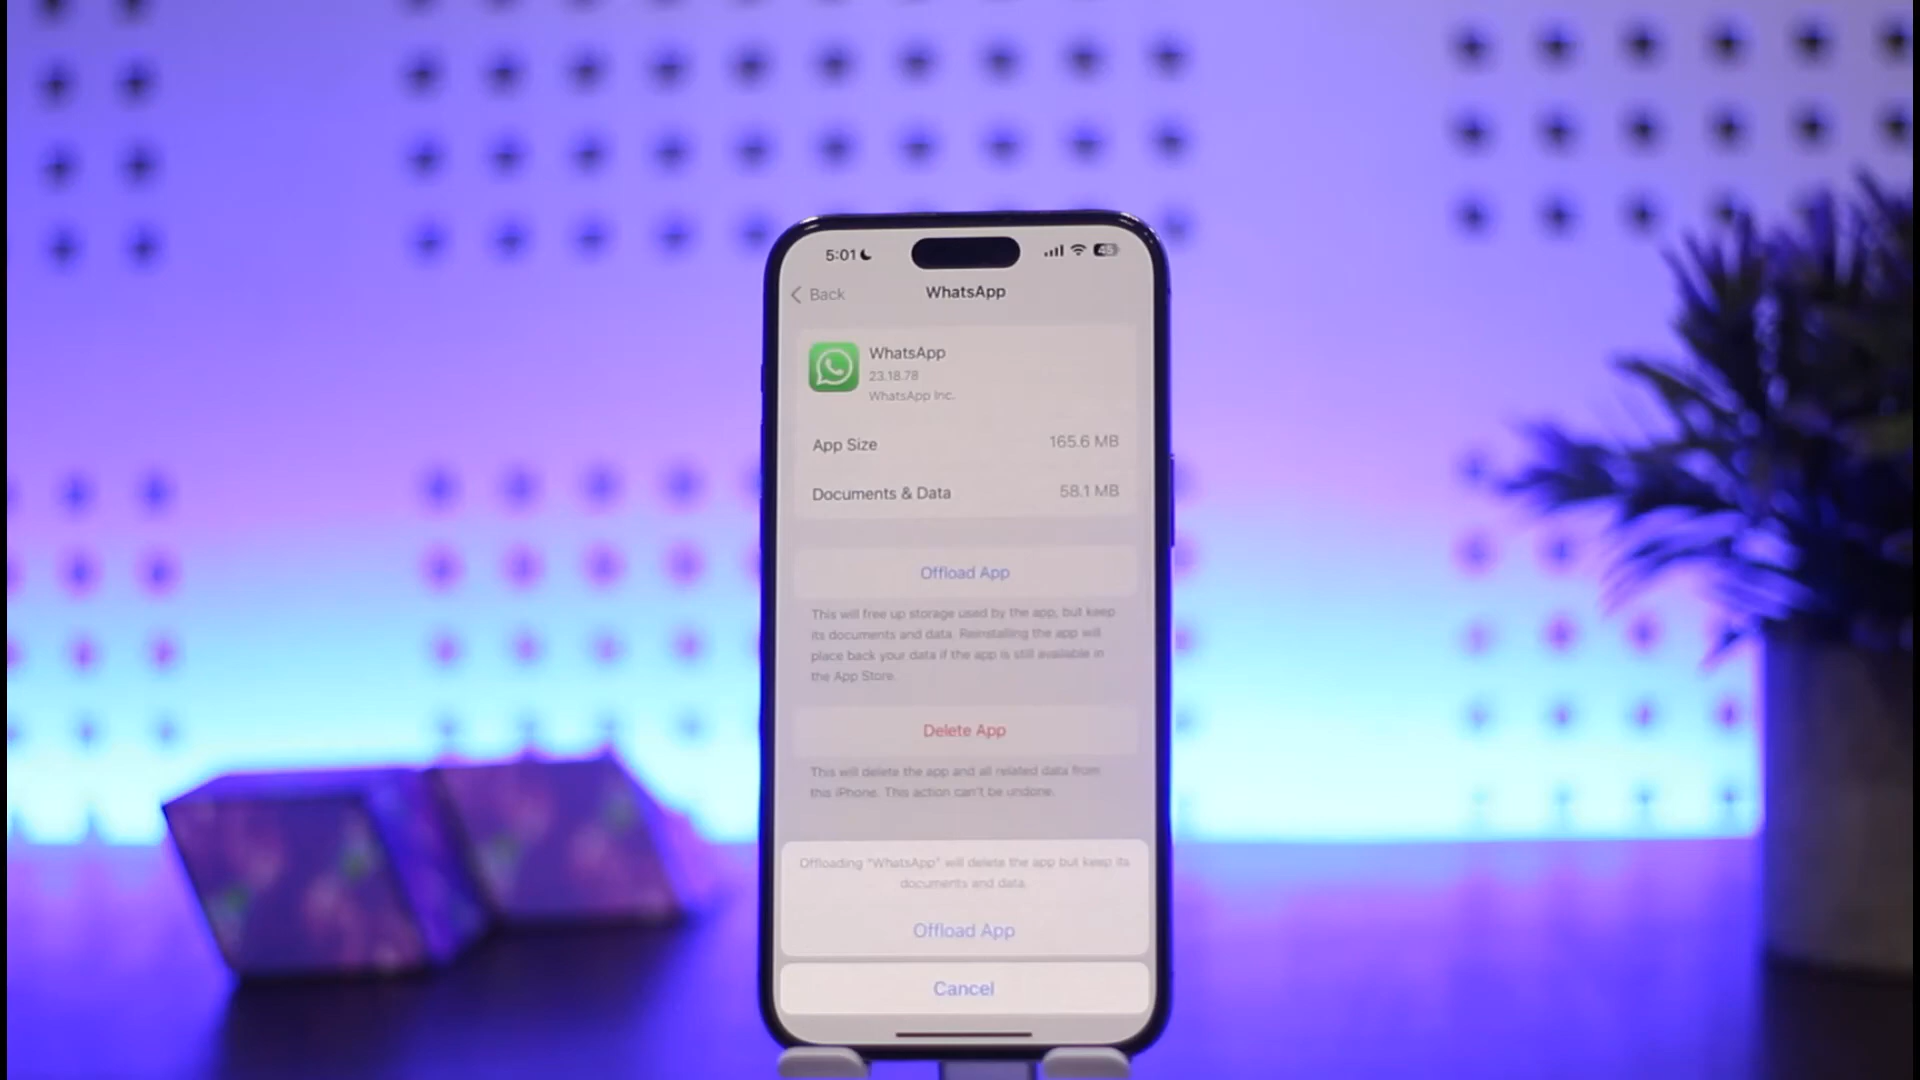 5:01
45
Back
WhatsApp
WhatsApp
23.18.78
WhatsApp Inc.
App Size
165.6 MB
Documents & Data
58.1 MB
Offload App
This will free up storage used by the app, but keep
its documents and data. Reinstalling the app will
place back your data if the app is still available in
the App Store.
Delete App
This will delete the app and all related data from
this iPhone. This action can't be undone.
Offloading "WhatsApp" will delete the app but keep its
documents and data.
Offload App
Cancel